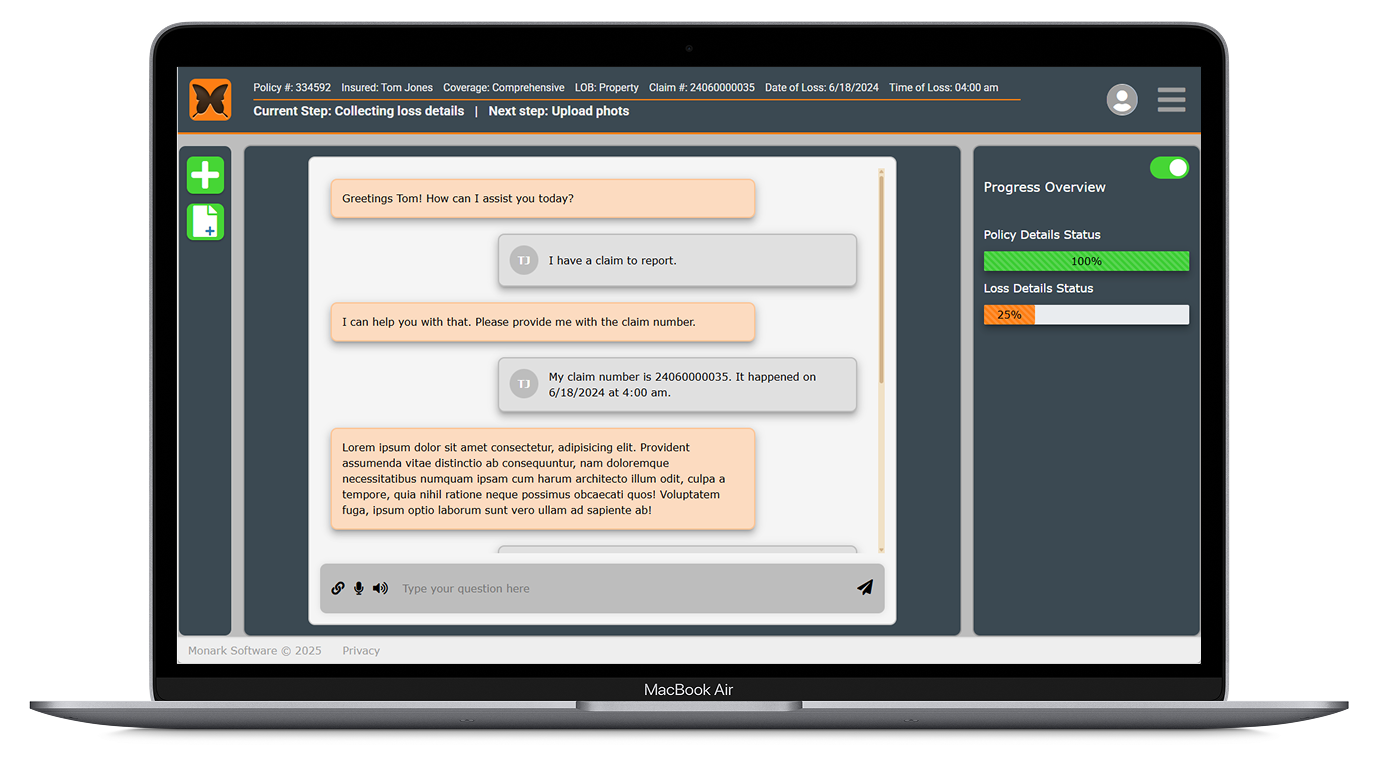 Policy #: 334592 Insured: Tom Jones Coverage: Comprehensive LOB: Property Claim #: 24060000035 Date of Loss: 6/18/2024 Time of Loss: 04:00 am
Current Step: Collecting loss details | Next step: Upload phots
Greetings Tom! How can I assist you today?
TJ I have a claim to report.
I can help you with that. Please provide me with the claim number.
TJ My claim number is 24060000035. It happened on
6/18/2024 at 4:00 am.
Lorem ipsum dolor sit amet consectetur, adipisicing elit. Provident
assumenda vitae distinctio ab consequuntur, nam doloremque
necessitatibus numquam ipsam cum harum architecto illum odit, culpa a
tempore, quia nihil ratione neque possimus obcaecati quos! Voluptatem
fuga, ipsum optio laborum sunt vero ullam ad sapiente ab!
Type your question here
Progress Overview
Policy Details Status
100%
Loss Details Status
25%
Monark Software © 2025 Privacy
MacBook Air